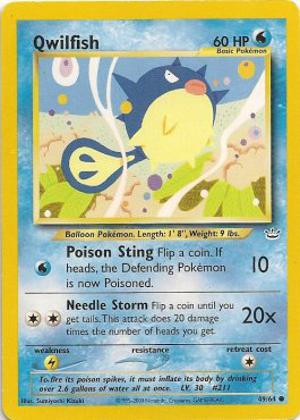 Qwilfish
60 HP
Basic Pokémon
Balloon Pokémon. Length: 1' 8", Weight: 9 lbs.
Poison Sting Flip a coin. If
heads, the Defending Pokémon
is now Poisoned.
10
Needle Storm Flip a coin until you
get tails. This attack does 20 damage
times the number of heads.
20x
weakness
resistance
retreat cost
To fire its poison spikes, it must inflate its body by drinking
over 2.6 gallons of water all at once. LV. 30 #211
Illus. Sumiyoshi Kizuki
49/64